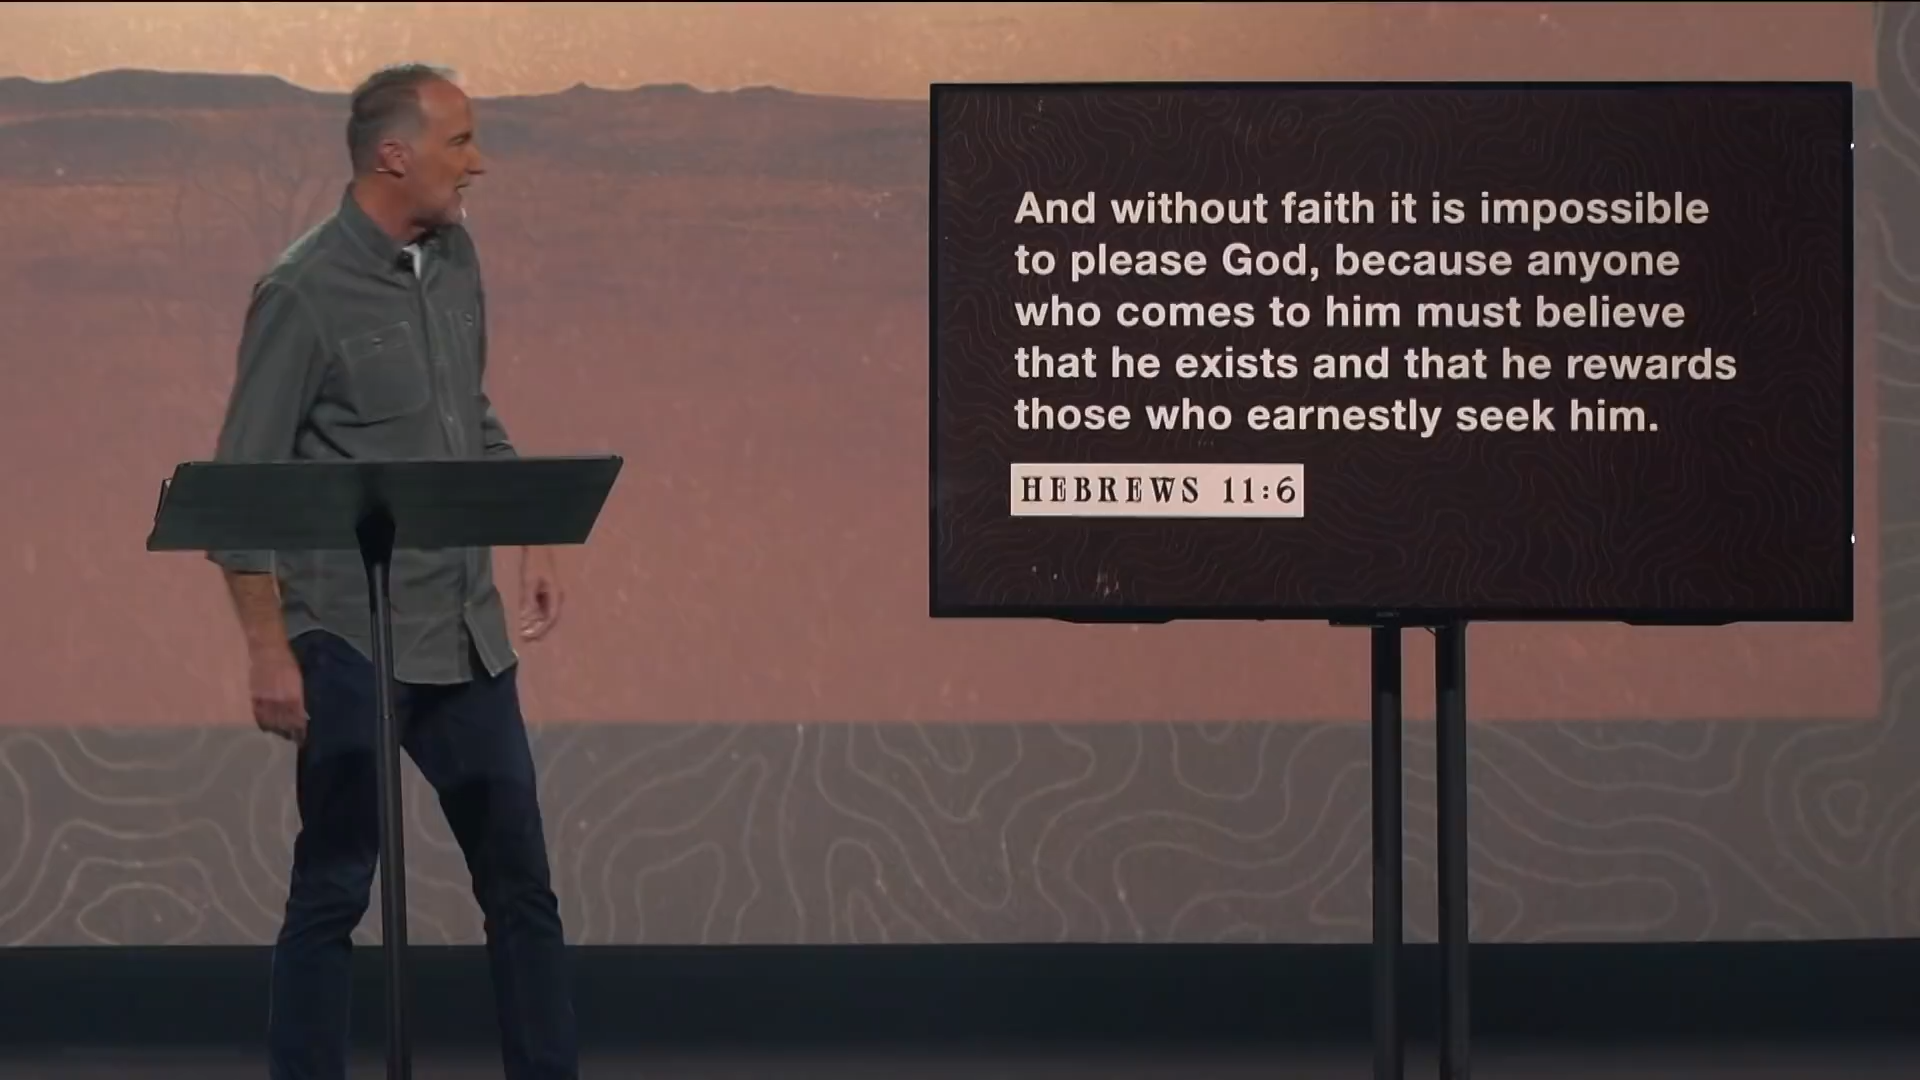 And without faith it is impossible
to please God, because anyone
who comes to him must believe
that he exists and that he rewards
those who earnestly seek him.
HEBREWS 11:6